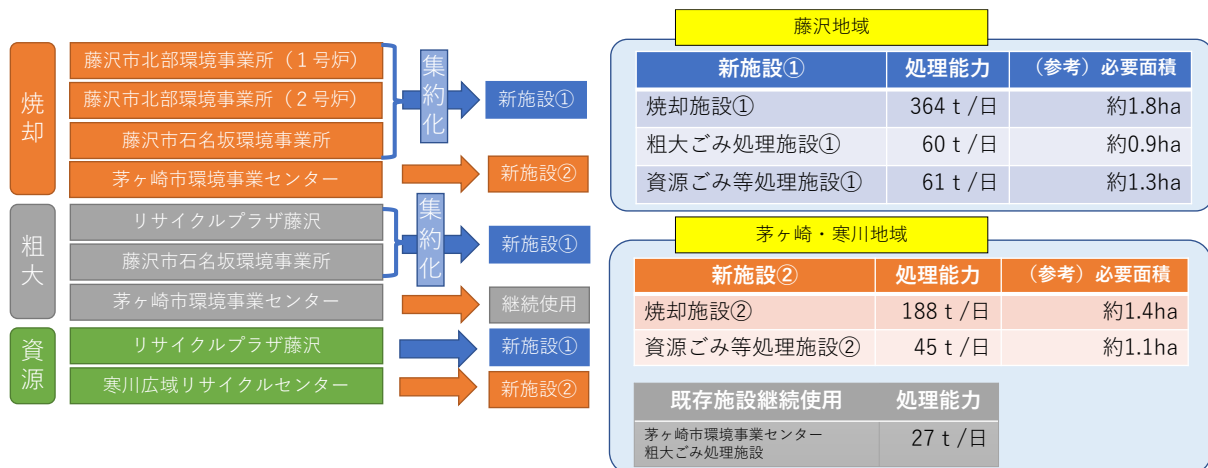 焼却
藤沢市北部環境事業所（１号炉）
藤沢市北部環境事業所（２号炉）
藤沢市石名坂環境事業所
茅ヶ崎市環境事業センター
集約化
新施設①
新施設②
粗大
リサイクルプラザ藤沢
藤沢市石名坂環境事業所
茅ヶ崎市環境事業センター
集約化
新施設①
継続使用
資源
リサイクルプラザ藤沢
寒川広域リサイクルセンター
新施設①
新施設②
藤沢地域
新施設① 処理能力 （参考）必要面積
焼却施設① 364ｔ/日 約1.8ha
粗大ごみ処理施設① 60ｔ/日 約0.9ha
資源ごみ等処理施設① 61ｔ/日 約1.3ha
茅ヶ崎・寒川地域
新施設② 処理能力 （参考）必要面積
焼却施設② 188ｔ/日 約1.4ha
資源ごみ等処理施設② 45ｔ/日 約1.1ha
既存施設継続使用 処理能力
茅ヶ崎市環境事業センター
粗大ごみ処理施設 27ｔ/日